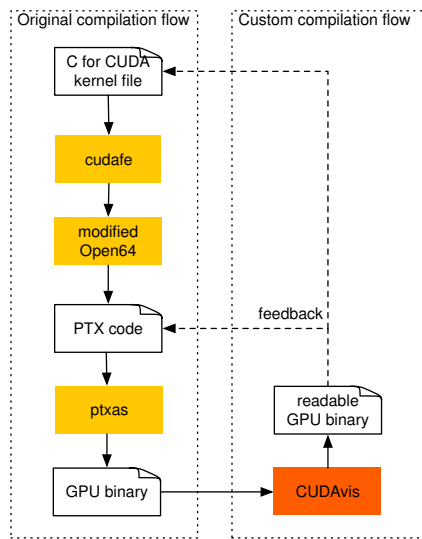 Original compilation flow
Custom compilation flow
C for CUDA
kernel file
cudafe
modified
Open64
feedback
PTX code
readable
GPU binary
ptxas
GPU binary
CUDAvis